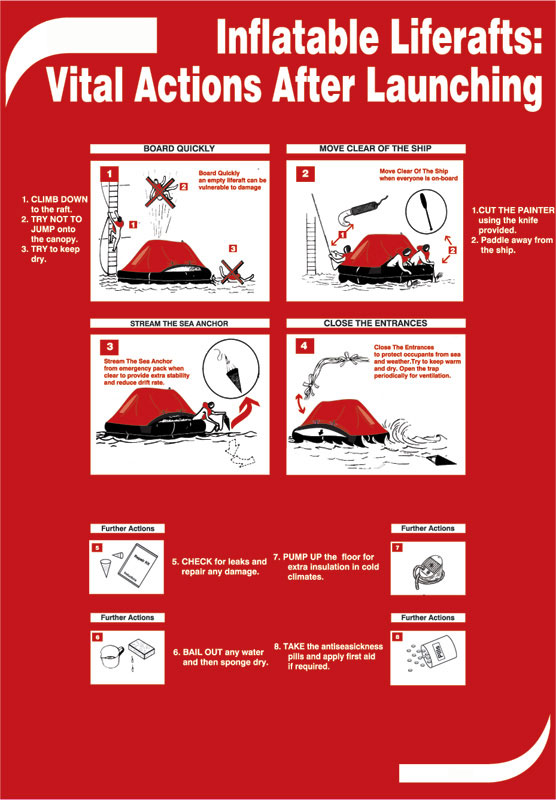 Inflatable Liferafts:
Vital Actions After Launching
BOARD QUICKLY
1
Board Quickly
an empty liferaft can be
vulnerable to damage
2
1
3
1. CLIMB DOWN
to the raft.
2. TRY NOT TO
JUMP onto
the canopy.
3. TRY to keep
dry.
MOVE CLEAR OF THE SHIP
2
Move Clear Of The Ship
when everyone is on-board
1
2
1.CUT THE PAINTER
using the knife
provided.
2. Paddle away from
the ship.
STREAM THE SEA ANCHOR
3
Stream The Sea Anchor
from emergency pack when
clear to provide extra stability
and reduce drift rate.
CLOSE THE ENTRANCES
4
Close The Entrances
to protect occupants from sea
and weather.Try to keep warm
and dry. Open the trap
periodically for ventilation.
Further Actions
5
Repair Kit
5. CHECK for leaks and
repair any damage.
Further Actions
7
7. PUMP UP the floor for
extra insulation in cold
climates.
Further Actions
6
6. BAIL OUT any water
and then sponge dry.
Further Actions
8
8. TAKE the antiseasickness
pills and apply first aid
if required.